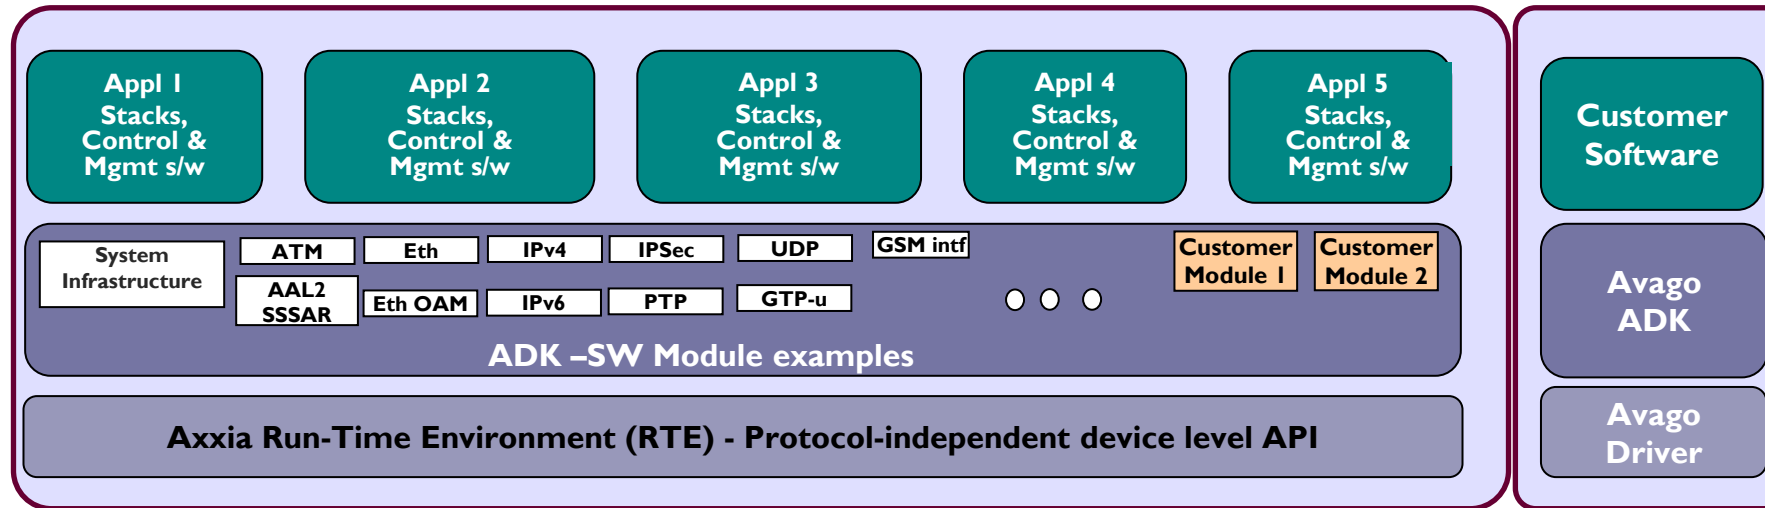 Appl 1
Stacks,
Control &
Mgmt s/w
Appl 2
Stacks,
Control &
Mgmt s/w
Appl 3
Stacks,
Control &
Mgmt s/w
Appl 4
Stacks,
Control &
Mgmt s/w
Appl 5
Stacks,
Control &
Mgmt s/w
Customer
Software
System
Infrastructure
ATM
Eth
IPv4
IPSec
UDP
GSM intf
Customer
Module 1
Customer
Module 2
AAL2
SSSAR
Eth OAM
IPv6
PTP
GTP-u
ADK –SW Module examples
Avago
ADK
Axxia Run-Time Environment (RTE) - Protocol-independent device level API
Avago
Driver